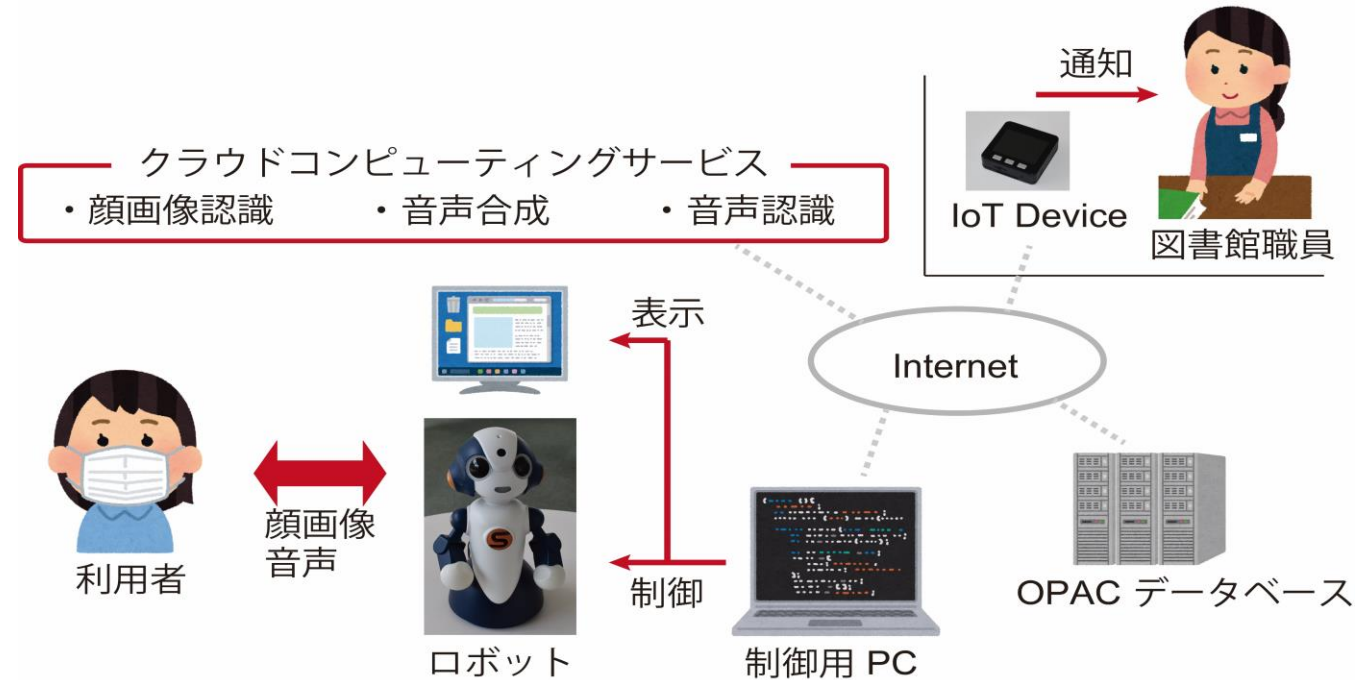 通知
クラウドコンピューティングサービス
・顔画像認識
・音声合成
・音声認識
IoT Device
図書館職員
表示
Internet
顔画像
音声
利用者
制御
ロボット
制御用 PC
OPAC データベース
S